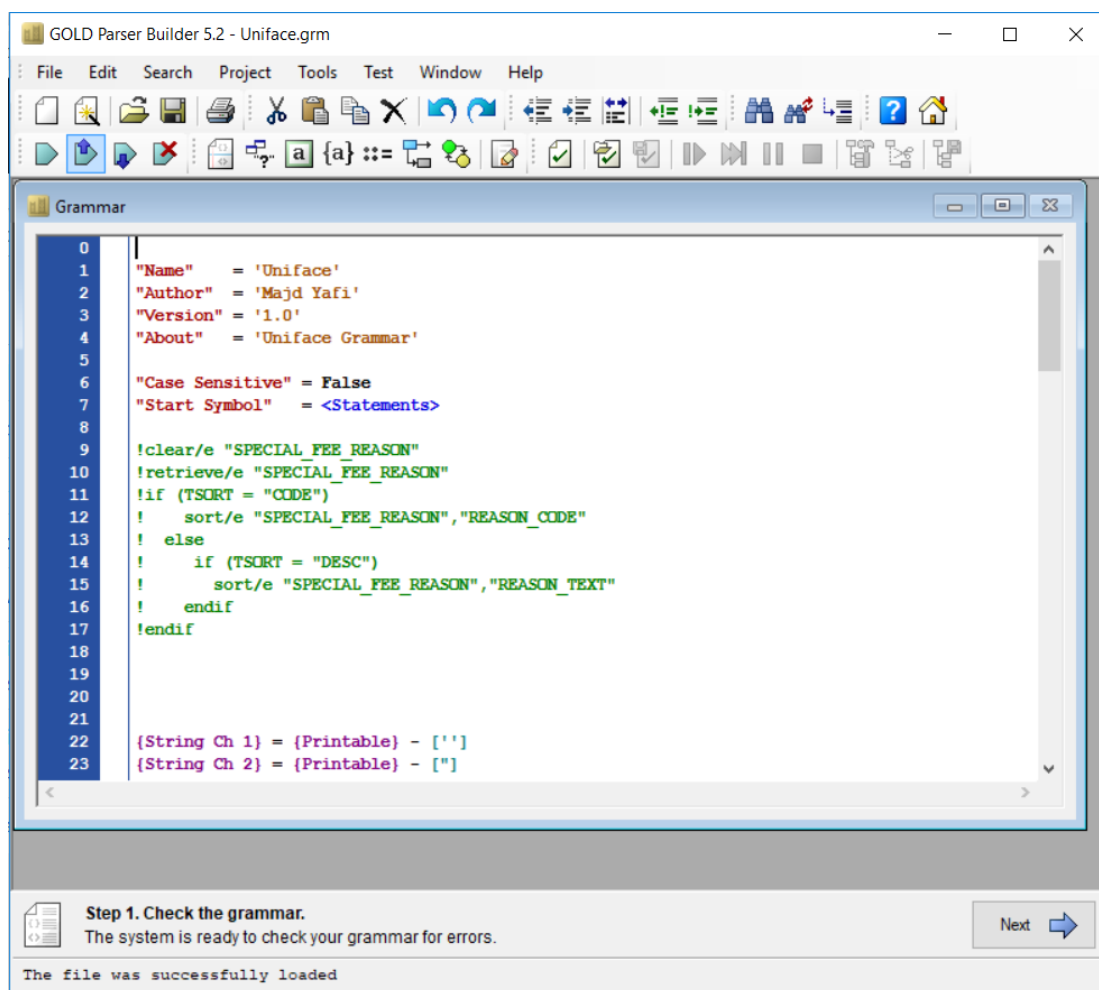 GOLD Parser Builder 5.2 - Uniface.grm
File Edit Search Project Tools Test Window Help
a {a} ::=
Grammar
0
1 "Name" = 'Uniface'
2 "Author" = 'Majd Yafi'
3 "Version" = '1.0'
4 "About" = 'Uniface Grammar'
5
6 "Case Sensitive" = False
7 "Start Symbol" = <Statements>
8
9 !clear/e "SPECIAL_FEE_REASON"
10 !retrieve/e "SPECIAL_FEE_REASON"
11 !if (TSORT = "CODE")
12 ! sort/e "SPECIAL_FEE_REASON","REASON_CODE"
13 ! else
14 ! if (TSORT = "DESC")
15 ! sort/e "SPECIAL_FEE_REASON","REASON_TEXT"
16 ! endif
17 !endif
18
19
20
21
22 {String Ch 1} = {Printable} - ['']
23 {String Ch 2} = {Printable} - ["]
Step 1. Check the grammar.
The system is ready to check your grammar for errors.
Next
The file was successfully loaded